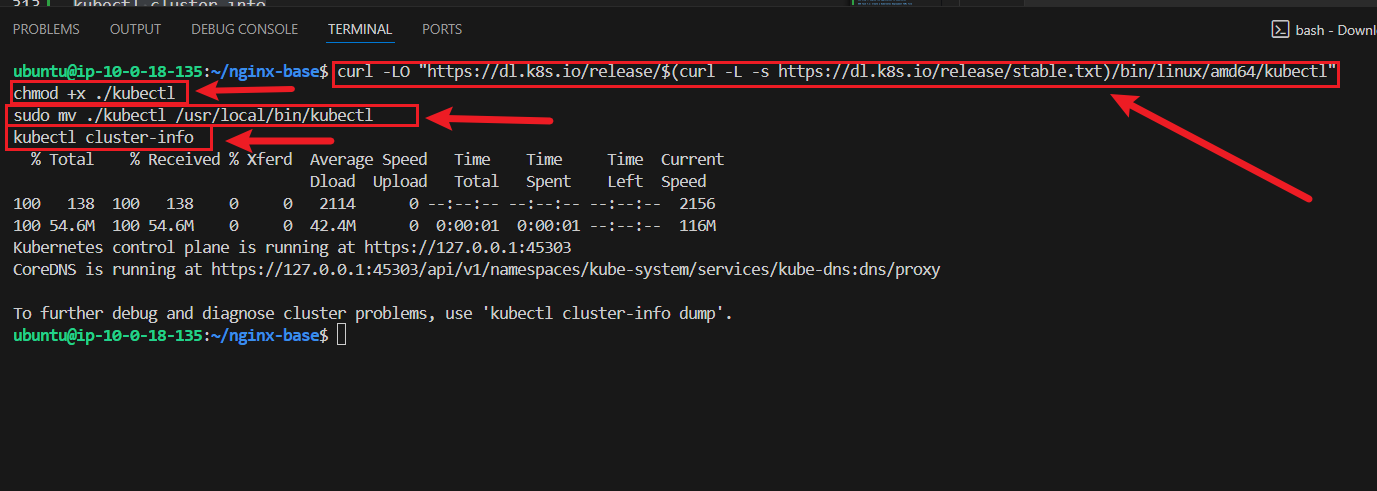 313 kubectl cluster-info
PROBLEMS OUTPUT DEBUG CONSOLE TERMINAL PORTS
bash - Downl
ubuntu@ip-10-0-18-135:~/nginx-base$ curl -LO "https://dl.k8s.io/release/$(curl -L -s https://dl.k8s.io/release/stable.txt)/bin/linux/amd64/kubectl"
chmod +x ./kubectl
sudo mv ./kubectl /usr/local/bin/kubectl
kubectl cluster-info
  % Total    % Received % Xferd  Average Speed   Time    Time     Time  Current
                                 Dload  Upload   Total   Spent    Left  Speed
100   138  100   138    0     0   2114      0 --:--:-- --:--:-- --:--:--  2156
100 54.6M  100 54.6M    0     0  42.4M      0  0:00:01  0:00:01 --:--:--  116M
Kubernetes control plane is running at https://127.0.0.1:45303
CoreDNS is running at https://127.0.0.1:45303/api/v1/namespaces/kube-system/services/kube-dns:dns/proxy
To further debug and diagnose cluster problems, use 'kubectl cluster-info dump'.
ubuntu@ip-10-0-18-135:~/nginx-base$